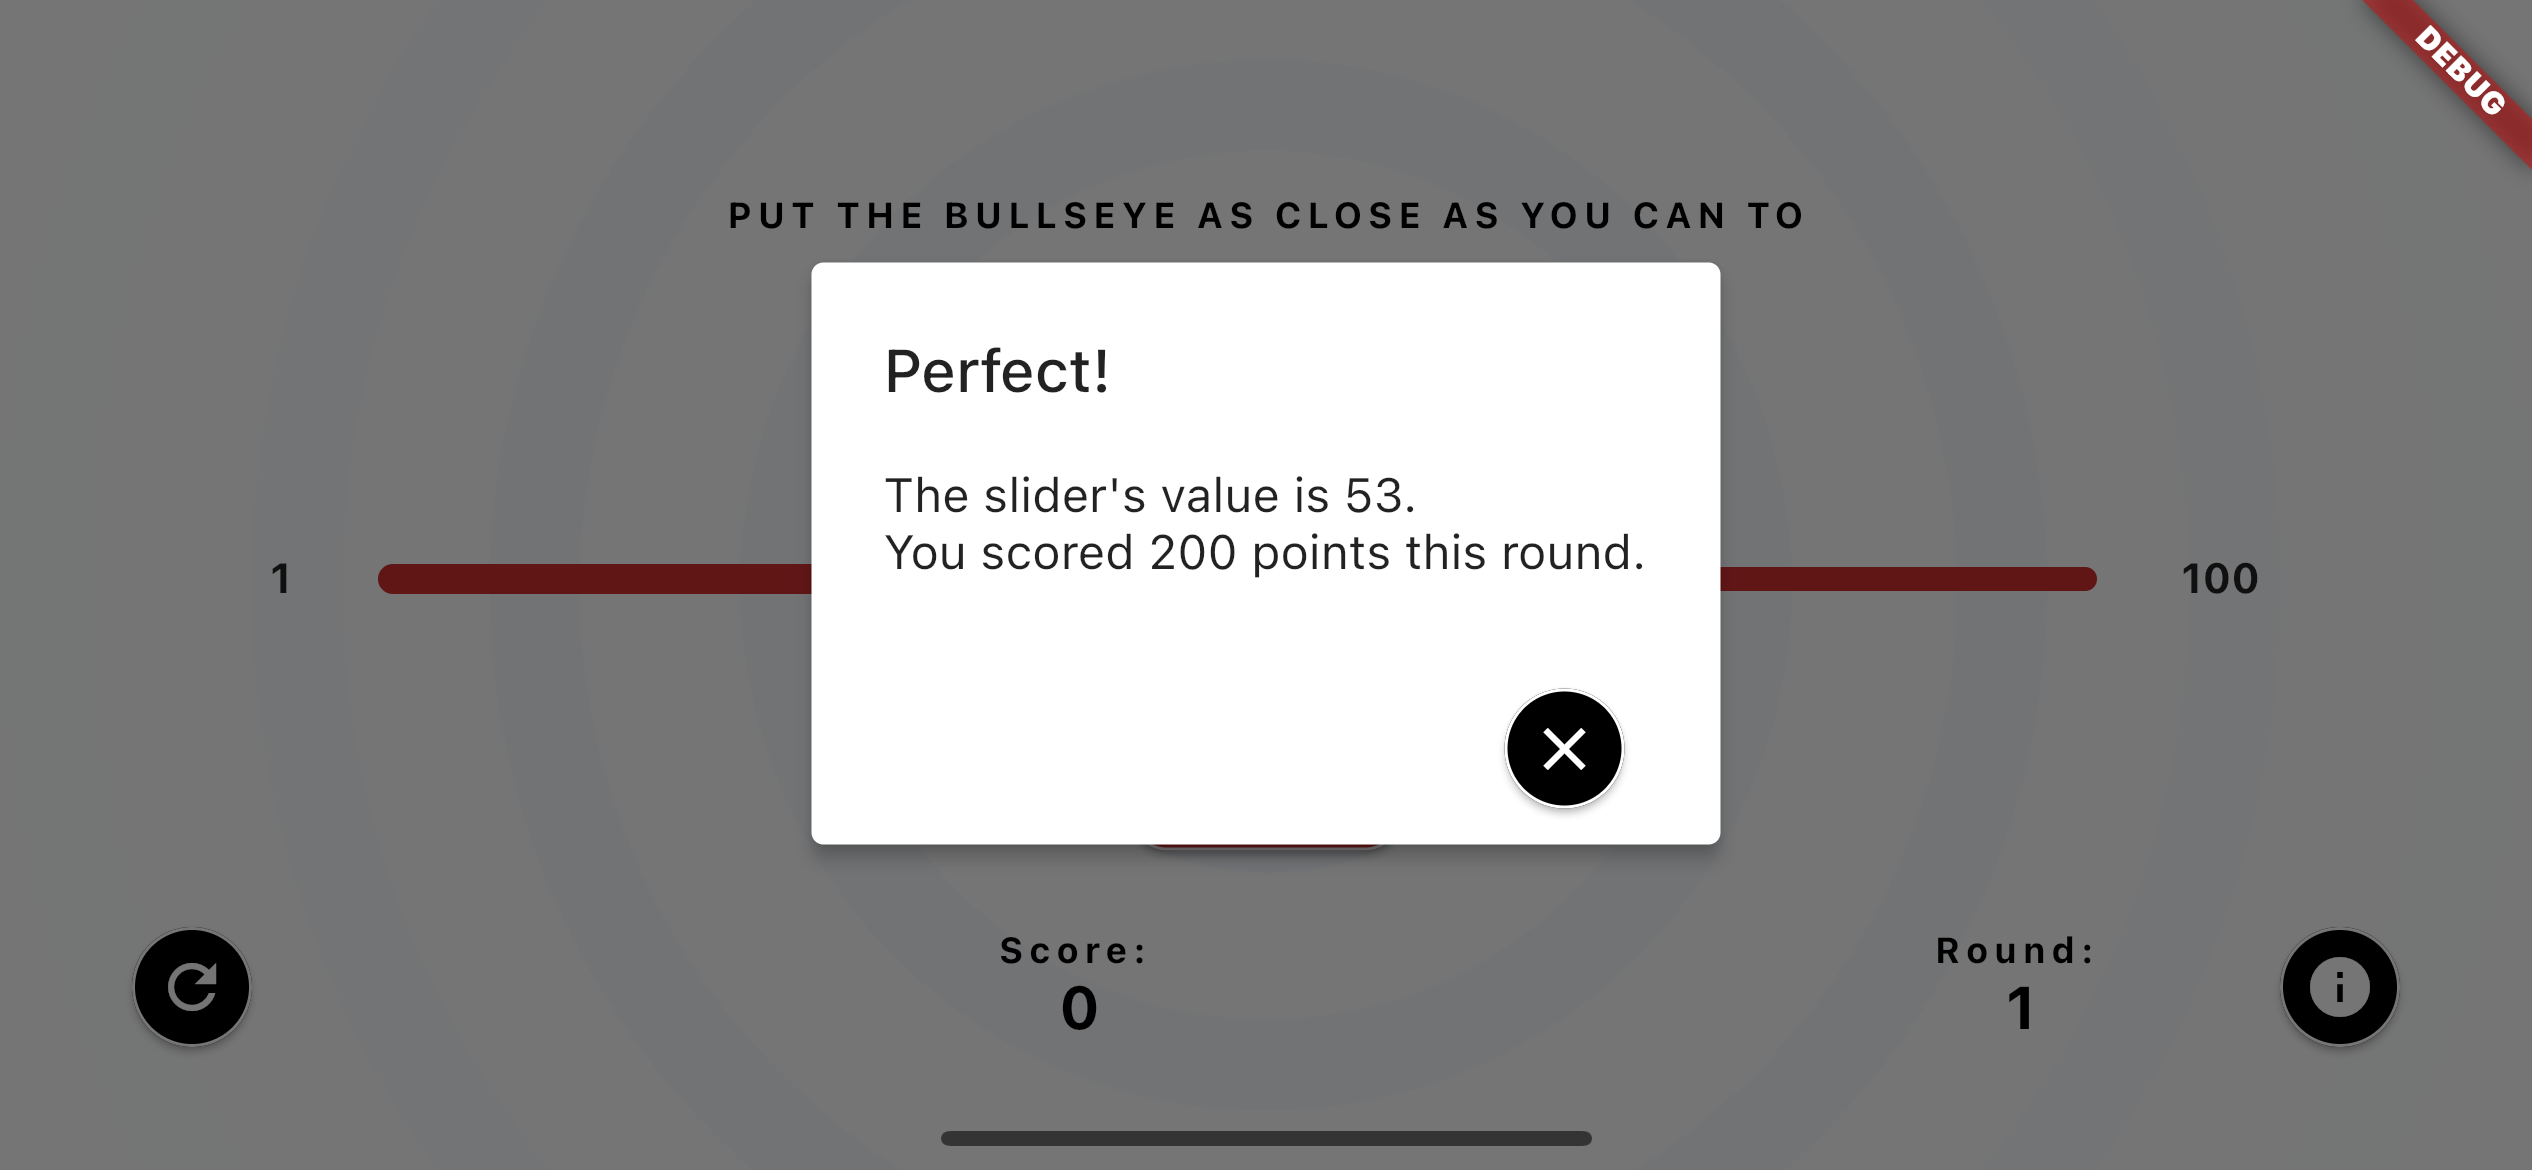 DEBUG
PUT THE BULLSEYE AS CLOSE AS YOU CAN TO
Perfect!
The slider's value is 53.
You scored 200 points this round.
1
100
Score:
0
Round:
1
i